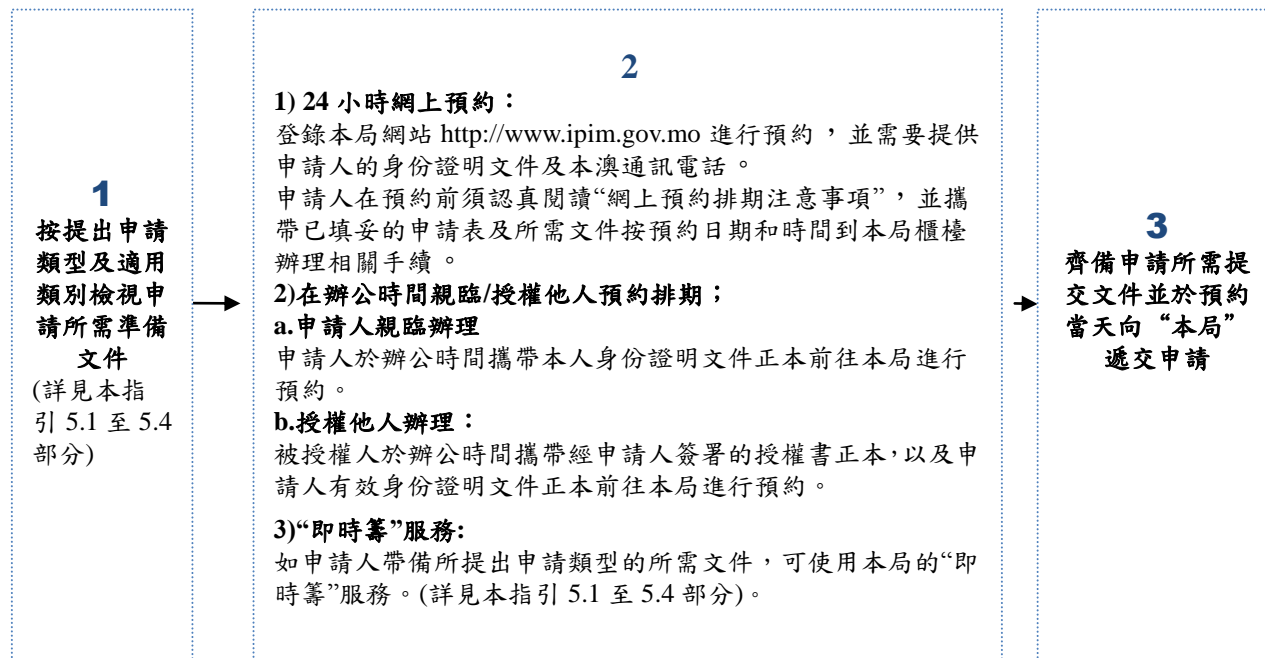 1
按提出申請
類型及適用
類別檢視申
請所需準備
文件
(詳見本指
引 5.1 至 5.4
部分)
2
1) 24 小時網上預約：
登錄本局網站 http://www.ipim.gov.mo 進行預約，並需要提供
申請人的身份證明文件及本澳通訊電話。
申請人在預約前須認真閱讀“網上預約排期注意事項”，並攜
帶已填妥的申請表及所需文件按預約日期和時間到本局櫃檯
辦理相關手續。
2)在辦公時間親臨/授權他人預約排期；
a.申請人親臨辦理
申請人於辦公時間攜帶本人身份證明文件正本前往本局進行
預約。
b.授權他人辦理：
被授權人於辦公時間攜帶經申請人簽署的授權書正本，以及申
請人有效身份證明文件正本前往本局進行預約。
3)“即時籌”服務:
如申請人帶備所提出申請類型的所需文件，可使用本局的“即
時籌”服務。(詳見本指引 5.1 至 5.4 部分)。
3
齊備申請所需提
交文件並於預約
當天向“本局”
遞交申請